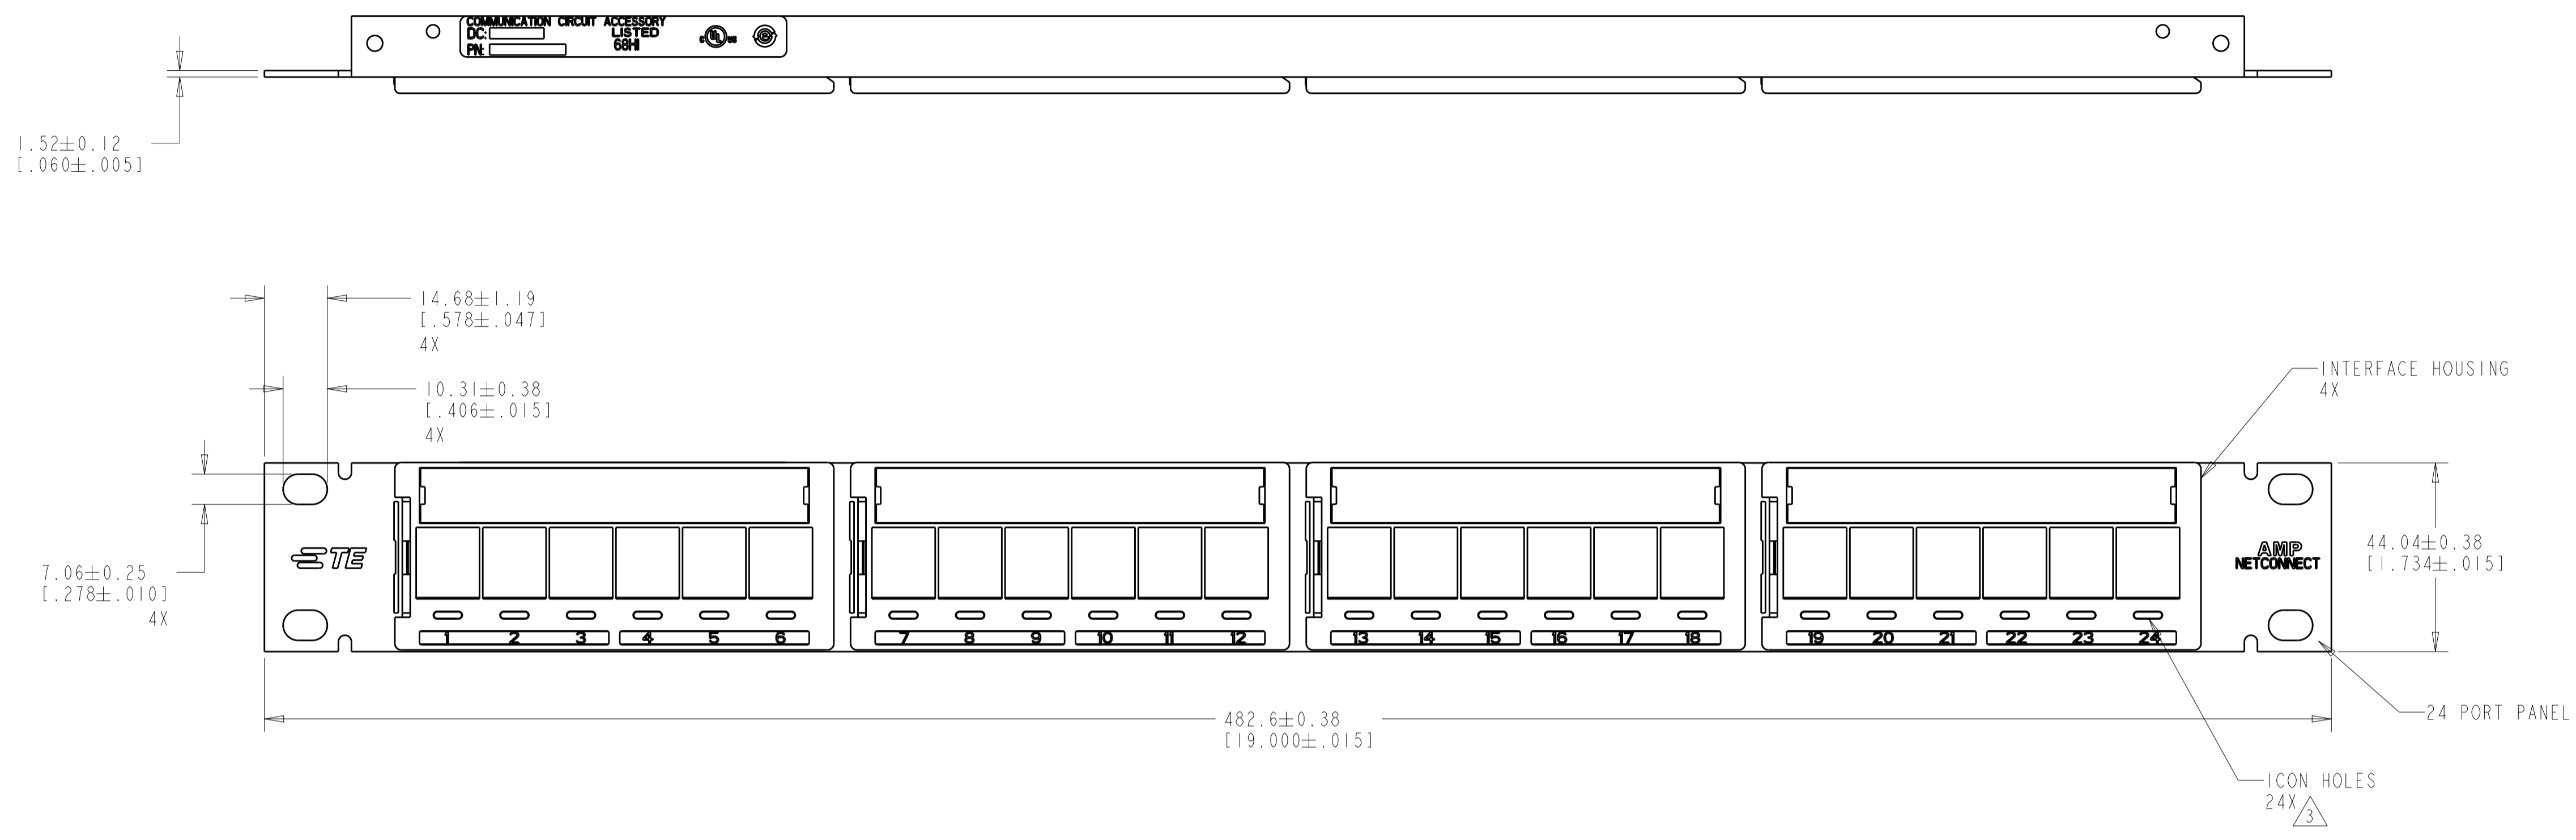 COMMUNICATION CIRCUIT ACCESSORY
DC: LISTED
PN: 68HI
C UL US
1.52±0.12
[.060±.005]
14.68±1.19
[.578±.047]
4X
10.31±0.38
[.406±.015]
4X
INTERFACE HOUSING
4X
7.06±0.25
[.278±.010]
4X
TE
AMP
NETCONNECT
44.04±0.38
[1.734±.015]
1 2 3 4 5 6 7 8 9 10 11 12 13 14 15 16 17 18 19 20 21 22 23 24
482.6±0.38
[19.000±.015]
24 PORT PANEL
ICON HOLES
24X 3